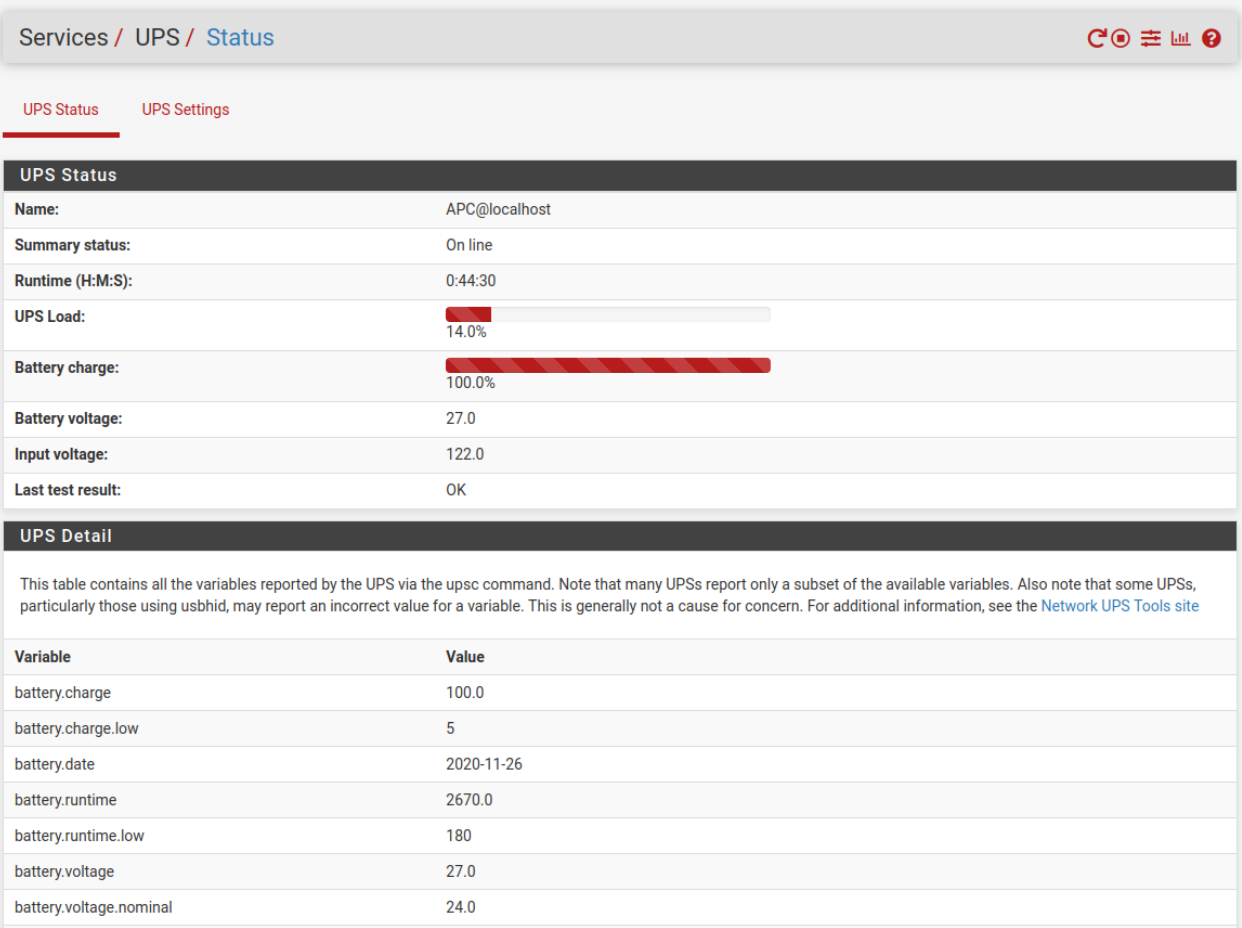 Services / UPS / Status
UPS Status UPS Settings
UPS Status
Name: APC@localhost
Summary status: On line
Runtime (H:M:S): 0:44:30
UPS Load:
14.0%
Battery charge:
100.0%
Battery voltage: 27.0
Input voltage: 122.0
Last test result: OK
UPS Detail
This table contains all the variables reported by the UPS via the upsc command. Note that many UPSs report only a subset of the available variables. Also note that some UPSs,
particularly those using usbhid, may report an incorrect value for a variable. This is generally not a cause for concern. For additional information, see the Network UPS Tools site
Variable Value
battery.charge 100.0
battery.charge.low 5
battery.date 2020-11-26
battery.runtime 2670.0
battery.runtime.low 180
battery.voltage 27.0
battery.voltage.nominal 24.0